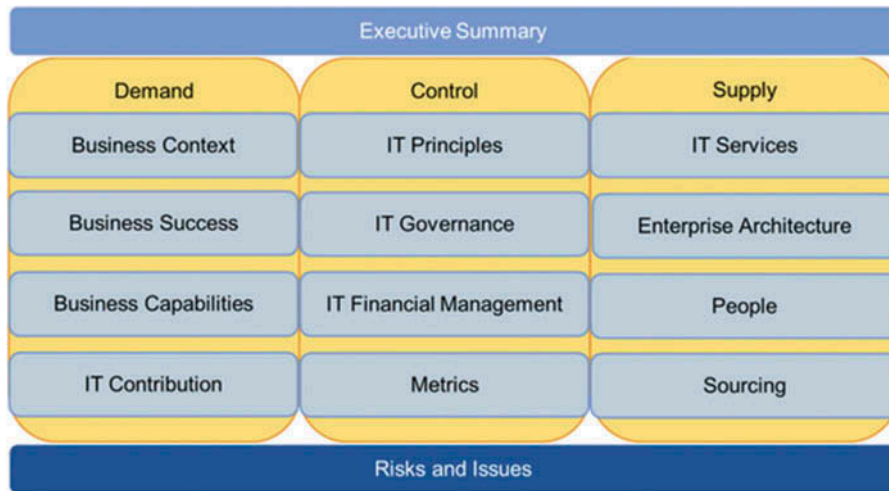 Executive Summary
Demand
Control
Supply
Business Context
IT Principles
IT Services
Business Success
IT Governance
Enterprise Architecture
Business Capabilities
IT Financial Management
People
IT Contribution
Metrics
Sourcing
Risks and Issues